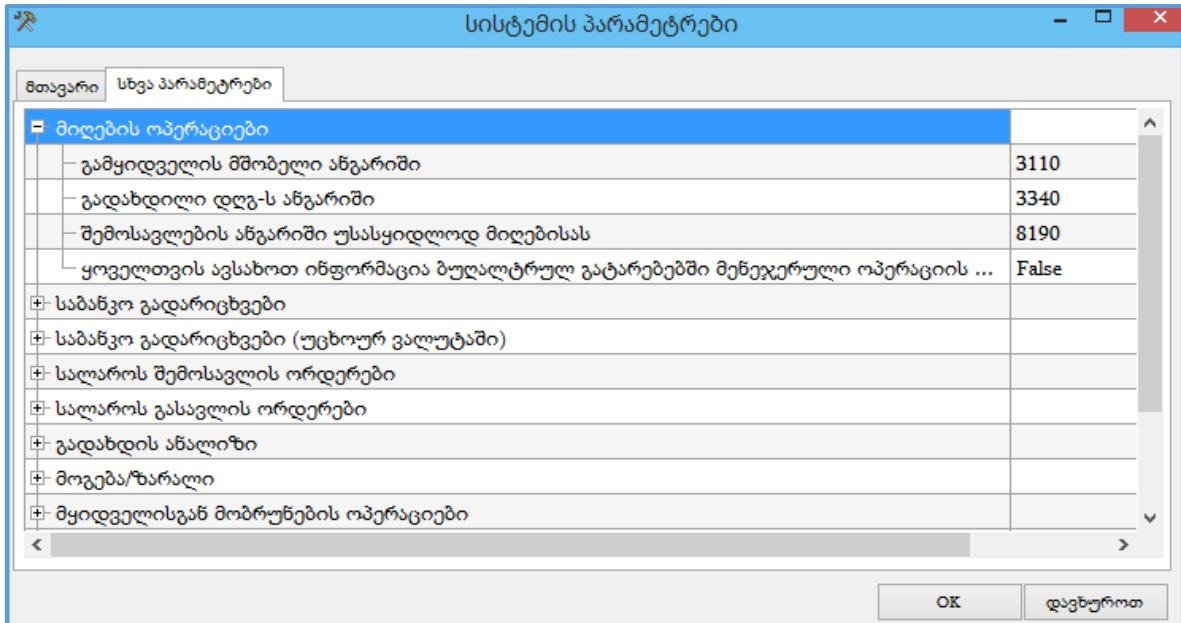 სისტემის პარამეტრები
მთავარი სხვა პარამეტრები
მიღების ოპერაციები
გამყიდველის მშობელი ანგარიში 3110
გადახდილი დღგ-ს ანგარიში 3340
შემოსავლების ანგარიში უსასყიდლოდ მიღებისას 8190
ყოველთვის ავსახოთ ინფორმაცია ბუღალტრულ გატარებებში მენეჯერული ოპერაციის ... False
საბანკო გადარიცხვები
საბანკო გადარიცხვები (უცხოურ ვალუტაში)
სალაროს შემოსავლის ორდერები
სალაროს გასავლის ორდერები
გადახდის ანალიზი
მოგება/ზარალი
მყიდველისგან მობრუნების ოპერაციები
OK დავხუროთ